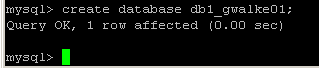 mysql> create database db1_gwalke01;
Query OK, 1 row affected (0.00 sec)
mysql>